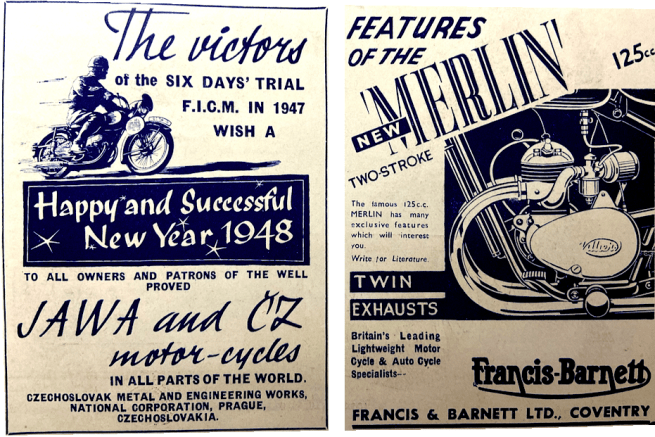 The victors
of the SIX DAYS' TRIAL
F.I.C.M. IN 1947
WISH A
Happy and Successful
New Year 1948
TO ALL OWNERS AND PATRONS OF THE WELL
PROVED
JAWA and ČZ
motor-cycles
IN ALL PARTS OF THE WORLD.
CZECHOSLOVAK METAL AND ENGINEERING WORKS,
NATIONAL CORPORATION, PRAGUE,
CZECHOSLOVAKIA.
FEATURES
OF THE
NEW 'MERLIN' 125cc
TWO-STROKE
The famous 125c.c.
MERLIN has many
exclusive features
which will interest
you.
Write for Literature.
Villiers
TWIN
EXHAUSTS
Britain's Leading
Lightweight Motor
Cycle & Auto Cycle
Specialists--
Francis-Barnett
FRANCIS & BARNETT LTD., COVENTRY